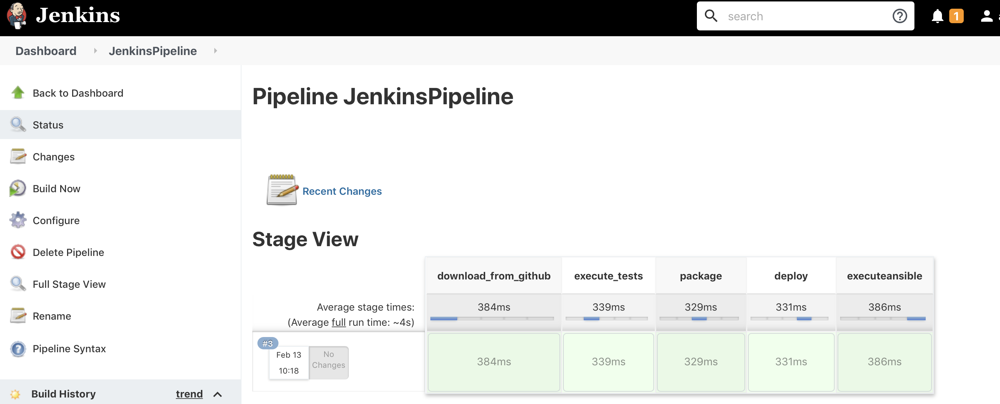 Jenkins
search
1
Dashboard
JenkinsPipeline
Back to Dashboard
Status
Changes
Build Now
Configure
Delete Pipeline
Full Stage View
Rename
Pipeline Syntax
Build History trend
Pipeline JenkinsPipeline
Recent Changes
Stage View
download_from_github execute_tests package deploy executeansible
Average stage times: 384ms 339ms 329ms 331ms 386ms
(Average full run time: ~4s)
#3
Feb 13
10:18
No
Changes
384ms 339ms 329ms 331ms 386ms